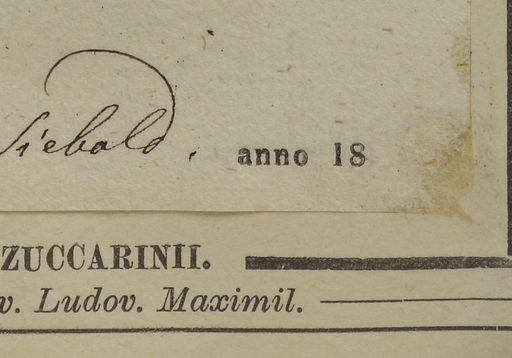 Siebold. anno 18
ZUCCARINII.
v. Ludov. Maximil.